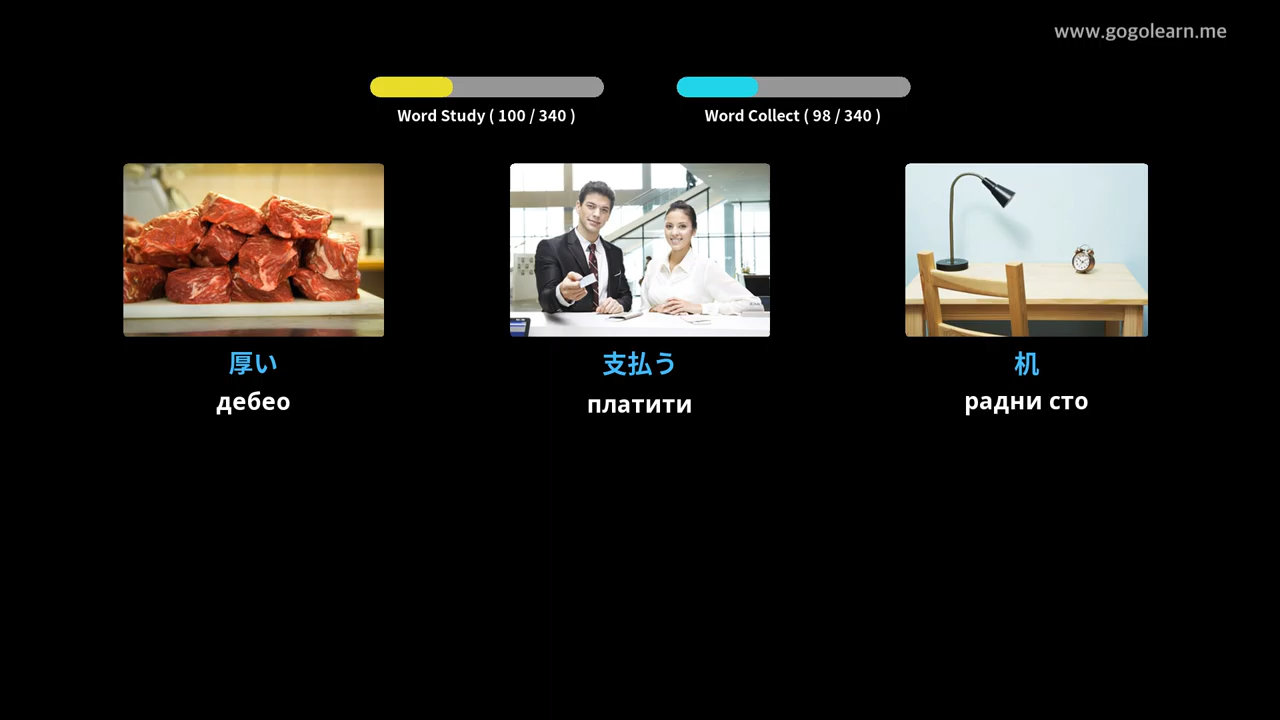 www.gogolearn.me
Word Study ( 100 / 340 )
Word Collect ( 98 / 340 )
厚い
支払う
机
дебео
платити
радни сто